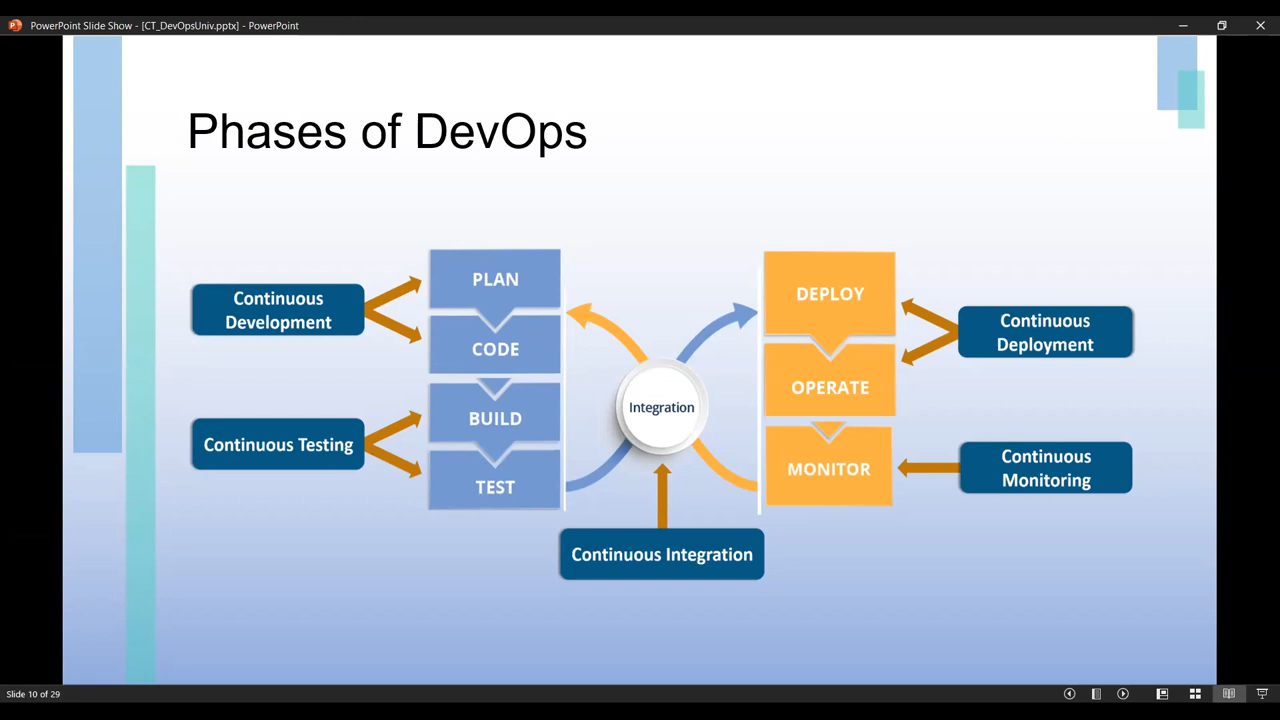 PowerPoint Slide Show - [CT_DevOpsUniv.pptx] - PowerPoint
Phases of DevOps
Continuous
Development
Continuous Testing
PLAN
CODE
BUILD
TEST
Integration
Continuous Integration
DEPLOY
OPERATE
MONITOR
Continuous
Deployment
Continuous
Monitoring
Slide 10 of 29